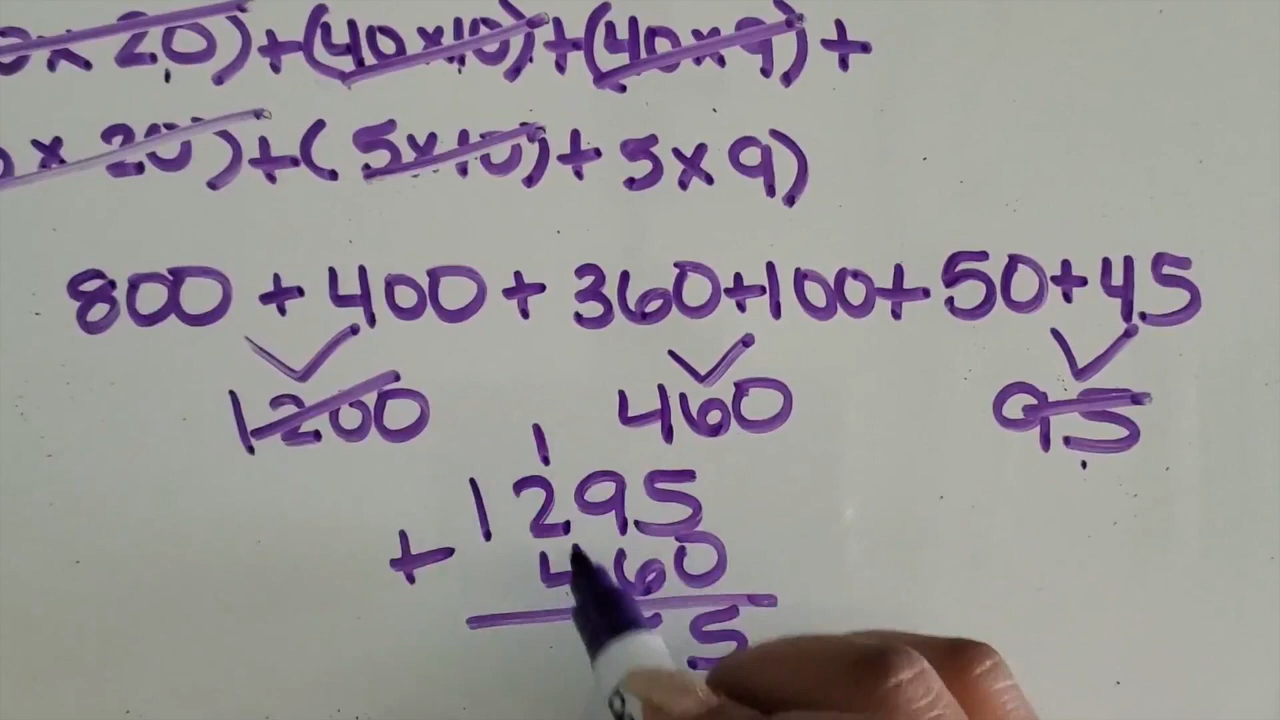 0 x 20) + (40 x 10) + (40 x 9) +
x 20) + ( 5 x 10) + 5 x 9)
800 + 400 + 360 + 100 + 50 + 45
1200 460 95
1
1295
+ 460
5